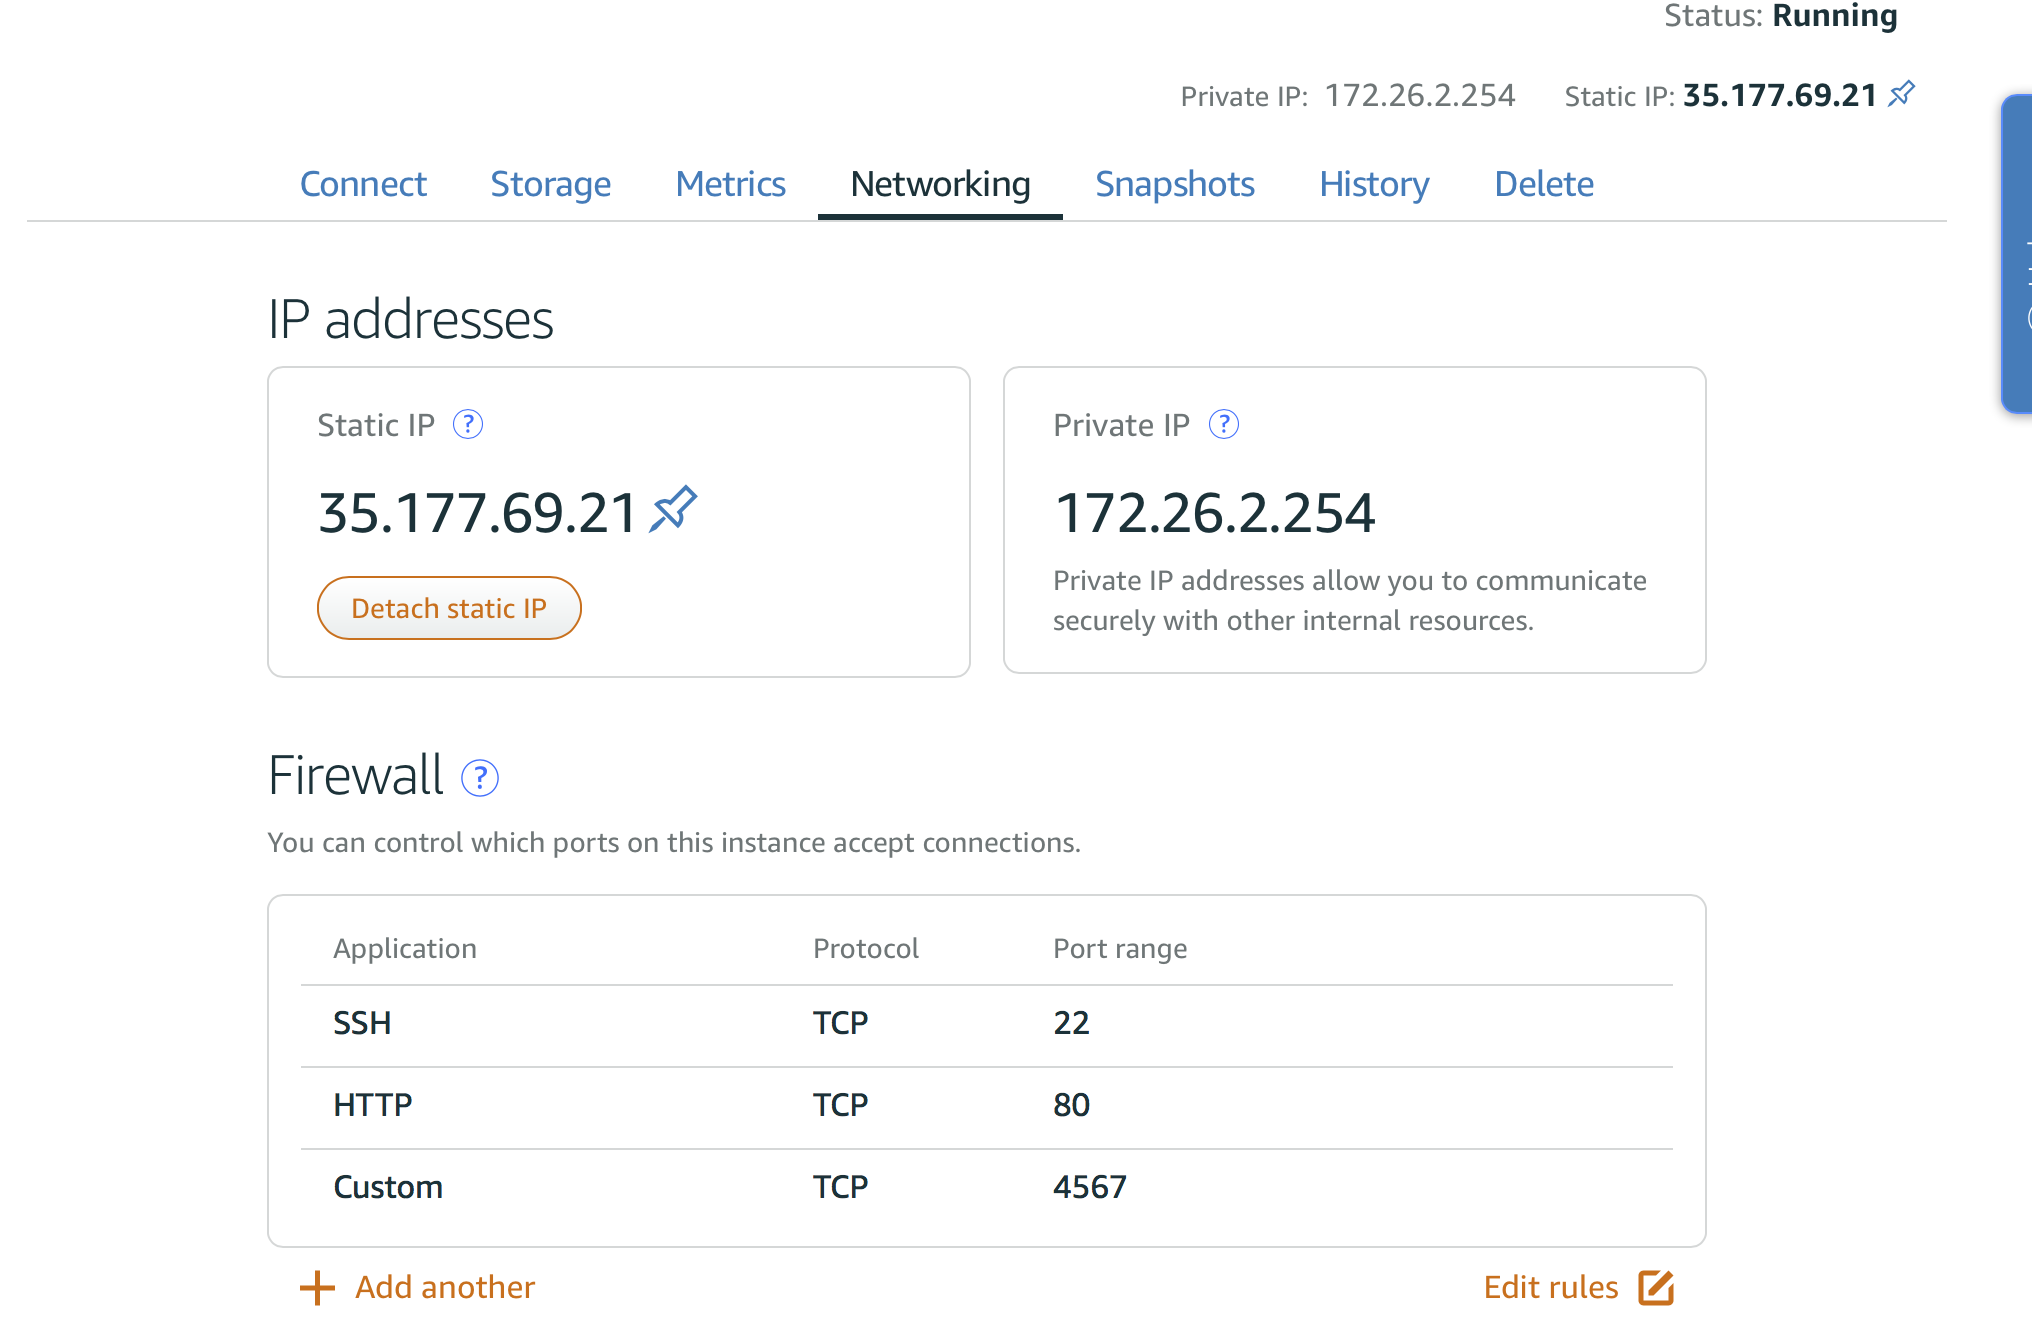 Status: Running
Private IP: 172.26.2.254 Static IP: 35.177.69.21
Connect Storage Metrics Networking Snapshots History Delete
IP addresses
Static IP ?
35.177.69.21
Detach static IP
Private IP ?
172.26.2.254
Private IP addresses allow you to communicate
securely with other internal resources.
Firewall ?
You can control which ports on this instance accept connections.
Application Protocol Port range
SSH TCP 22
HTTP TCP 80
Custom TCP 4567
+ Add another
Edit rules